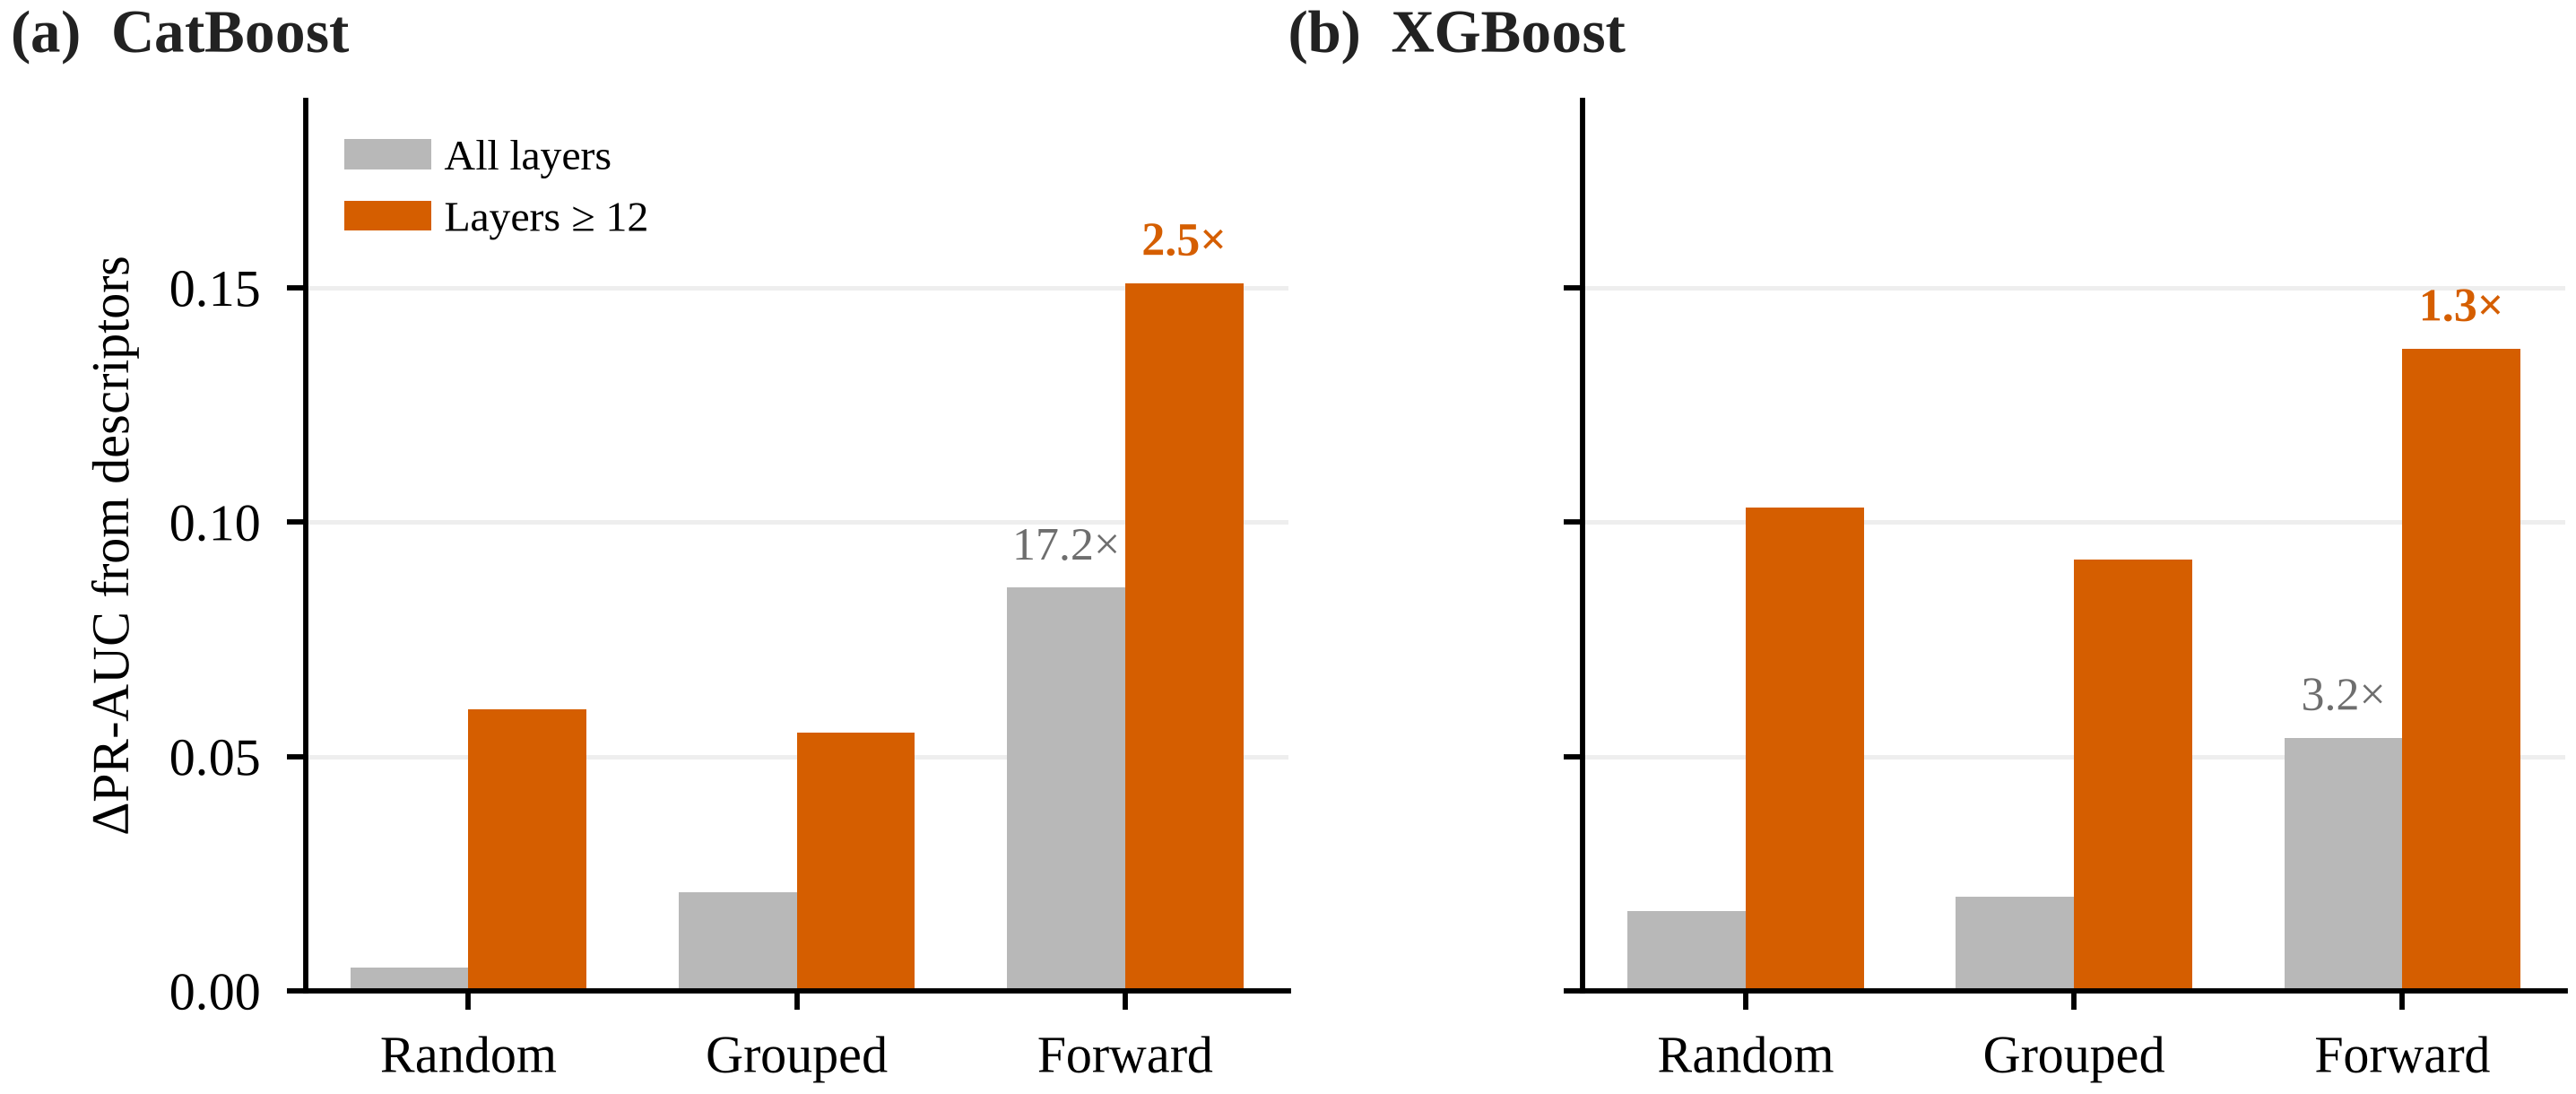 (a) CatBoost
All layers
Layers ≥ 12
ΔPR-AUC from descriptors
0.15
0.10
0.05
0.00
17.2×
2.5×
Random
Grouped
Forward
(b) XGBoost
3.2×
1.3×
Random
Grouped
Forward